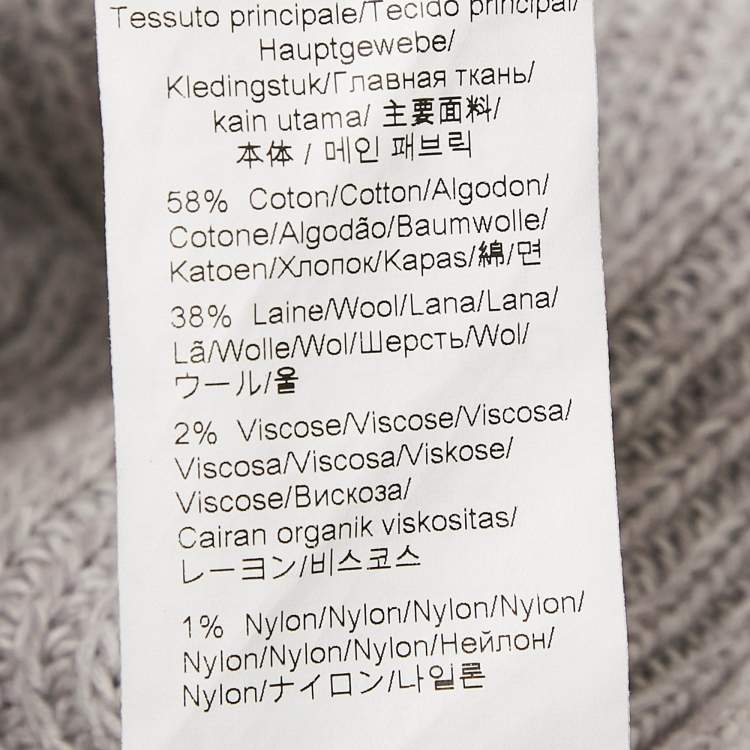 Tessuto principale/Tecido principal/
Hauptgewebe/
Kledingstuk/Главная ткань/
kain utama/ 主要面料/
本体 / 메인 패브릭
58% Coton/Cotton/Algodon/
Cotone/Algodão/Baumwolle/
Katoen/Хлопок/Kapas/綿/면
38% Laine/Wool/Lana/Lana/
Lã/Wolle/Wol/Шерсть/Wol/
ウール/울
2% Viscose/Viscose/Viscosa/
Viscosa/Viscosa/Viskose/
Viscose/Вискоза/
Cairan organik viskositas/
レーヨン/비스코스
1% Nylon/Nylon/Nylon/Nylon/
Nylon/Nylon/Nylon/Нейлон/
Nylon/ナイロン/나일론